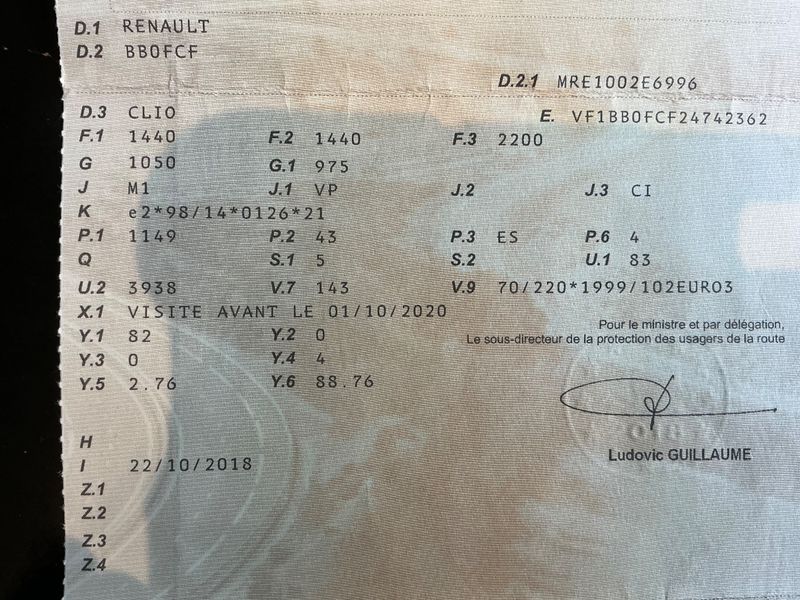 D.1 RENAULT
D.2 BB0FCF
D.2.1 MRE1002E6996
D.3 CLIO
E. VF1BB0FCF24742362
F.1 1440 F.2 1440 F.3 2200
G 1050 G.1 975
J M1 J.1 VP J.2 J.3 CI
K e2*98/14*0126*21
P.1 1149 P.2 43 P.3 ES P.6 4
Q S.1 5 S.2 U.1 83
U.2 3938 V.7 143 V.9 70/220*1999/102EURO3
X.1 VISITE AVANT LE 01/10/2020
Y.1 82 Y.2 0
Y.3 0 Y.4 4
Y.5 2.76 Y.6 88.76
Pour le ministre et par délégation,
Le sous-directeur de la protection des usagers de la route
Ludovic GUILLAUME
H
I 22/10/2018
Z.1
Z.2
Z.3
Z.4